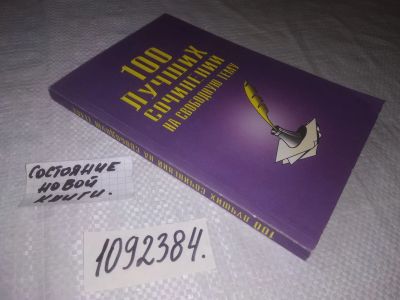 100
ЛУЧШИХ
СОЧИНЕНИЙ
НА СВОБОДНУЮ ТЕМУ
100 ЛУЧШИХ СОЧИНЕНИЙ НА СВОБОДНУЮ ТЕМУ
СОСТОЯНИЕ
НОВОЙ
КНИГИ.
1092384.